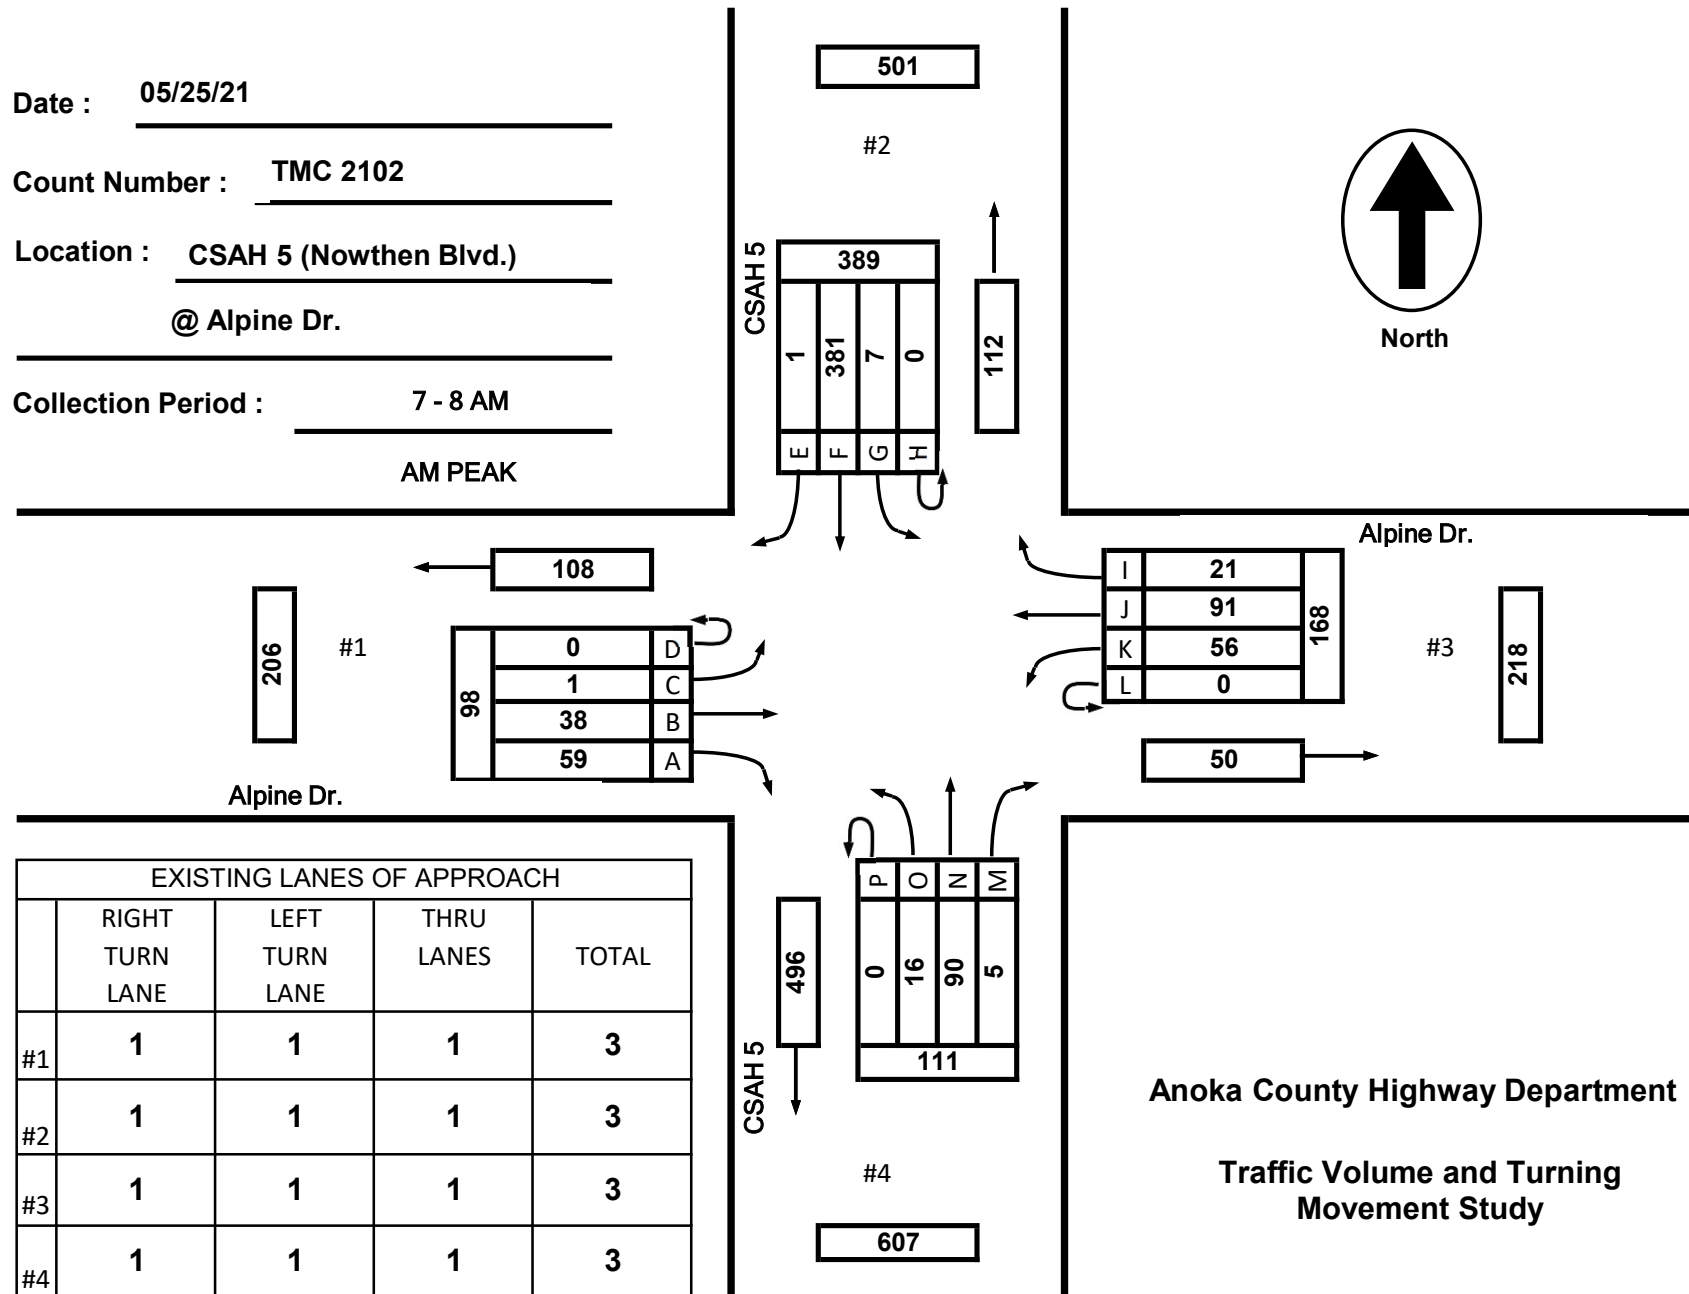 Date : 05/25/21
Count Number : TMC 2102
Location : CSAH 5 (Nowthen Blvd.)
@ Alpine Dr.
Collection Period : 7 - 8 AM
AM PEAK
501
#2
CSAH 5
389
1 381 7 0
E F G H
112
North
Alpine Dr.
108
206
#1
98
0 D
1 C
38 B
59 A
Alpine Dr.
I 21
J 91
K 56
L 0
168
#3
218
50
P O N M
0 16 90 5
111
496
CSAH 5
#4
607
EXISTING LANES OF APPROACH
RIGHT TURN LANE LEFT TURN LANE THRU LANES TOTAL
#1 1 1 1 3
#2 1 1 1 3
#3 1 1 1 3
#4 1 1 1 3
Anoka County Highway Department
Traffic Volume and Turning
Movement Study